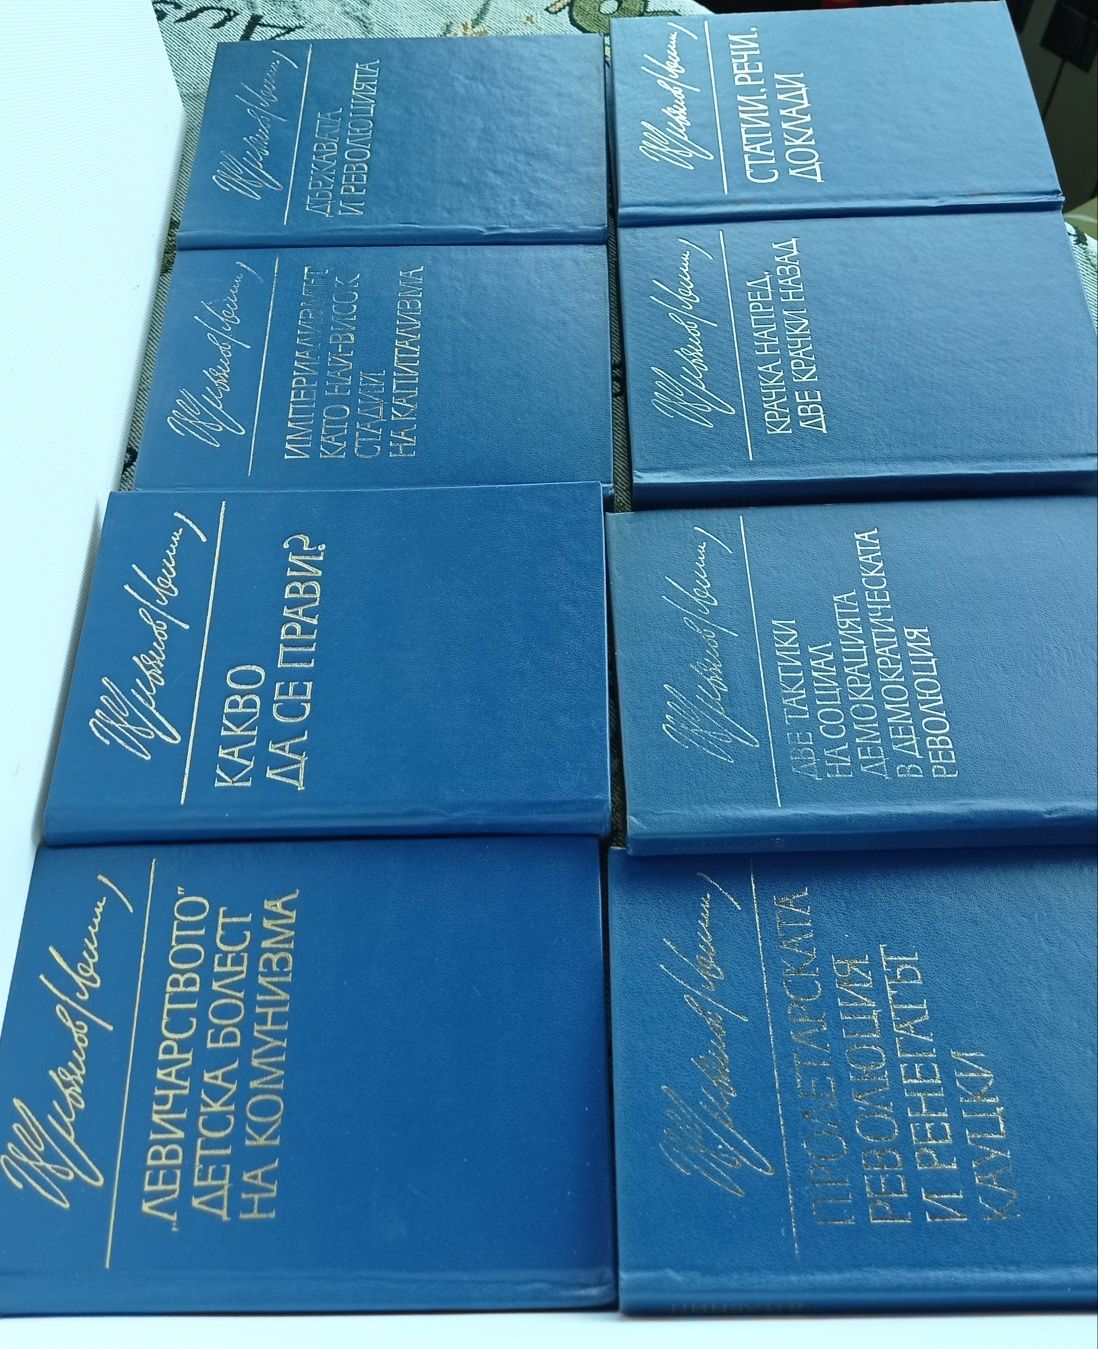 ДЪРЖАВАТА
И РЕВОЛЮЦИЯТА
СТАТИИ, РЕЧИ,
ДОКЛАДИ
ИМПЕРИАЛИЗМЪТ
КАТО НАЙ-ВИСОК
СТАДИЙ
НА КАПИТАЛИЗМА
КРАЧКА НАПРЕД,
ДВЕ КРАЧКИ НАЗАД
КАКВО
ДА СЕ ПРАВИ?
ДВЕ ТАКТИКИ
НА СОЦИАЛ
ДЕМОКРАЦИЯТА
В ДЕМОКРАТИЧЕСКАТА
РЕВОЛЮЦИЯ
„ЛЕВИЧАРСТВОТО”
ДЕТСКА БОЛЕСТ
НА КОМУНИЗМА
ПРОЛЕТАРСКАТА
РЕВОЛЮЦИЯ
И РЕНЕГАТЪТ
КАУЦКИ